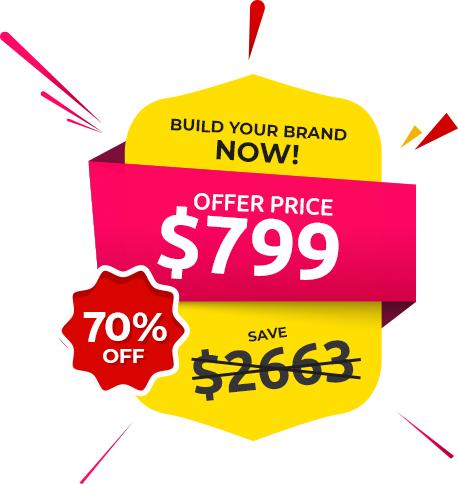 BUILD YOUR BRAND
NOW!
OFFER PRICE
$799
70%
OFF
SAVE
$2663